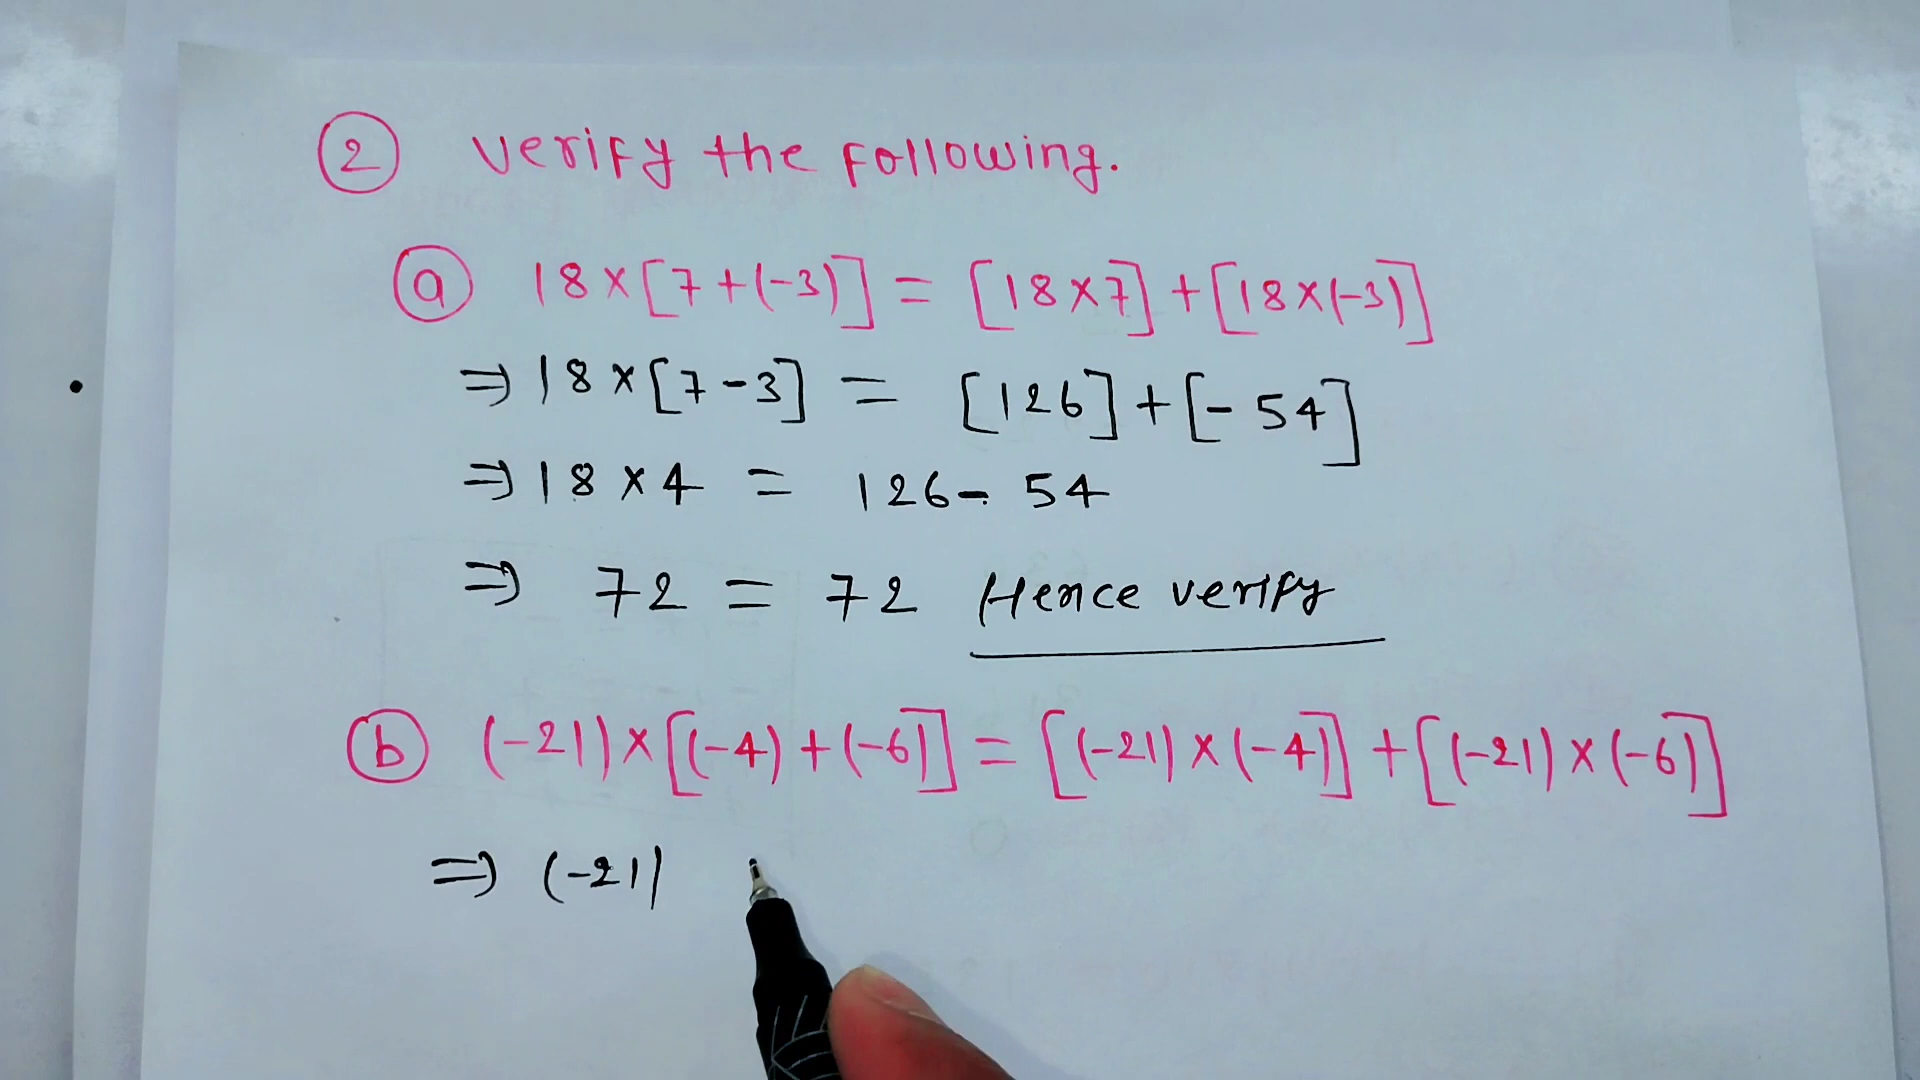 ② Verify the following.
ⓐ 18×[7+(-3)] = [18×7]+[18×(-3)]
⇒ 18×[7-3] = [126]+[-54]
⇒ 18×4 = 126-54
⇒ 72 = 72 Hence verify
ⓑ (-21)×[(-4)+(-6)] = [(-21)×(-4)]+[(-21)×(-6)]
⇒ (-21)